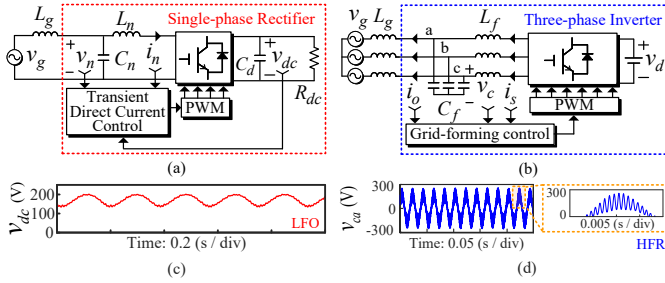 Single-phase Rectifier
L_g
L_n
v_g
+
v_n
−
C_n
i_n
C_d
+
v_dc
−
R_dc
Transient
Direct Current
Control
PWM
(a)
Three-phase Inverter
v_g L_g
L_f
a
b
c
+
v_d
i_o
C_f
−
v_c
i_s
PWM
Grid-forming control
(b)
v_dc (V)
200
100
0
LFO
Time: 0.2 (s / div)
(c)
v_ca (V)
300
0
-300
Time: 0.05 (s / div)
300
0
0.005 (s / div)
HFR
(d)